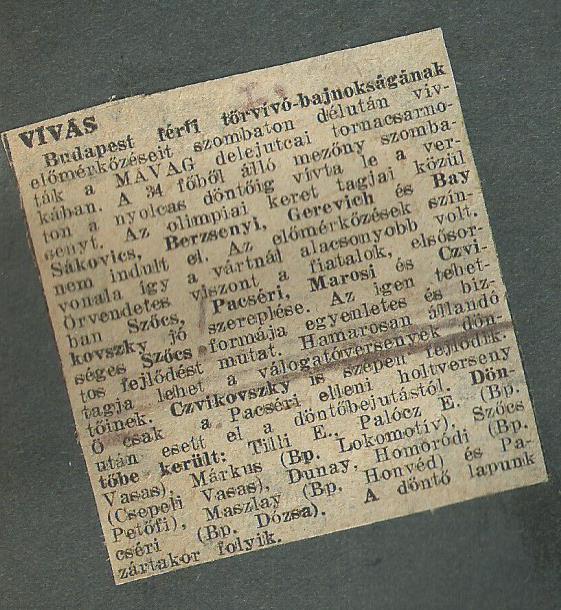 VIVÁS
Budapest férfi tőrvívó-bajnokságának
előmérkőzéseit szombaton délután vív-
ták a MÁVAG delejutcai tornacsarno-
kában. A 34 főből álló mezőny szomba-
ton a nyolcas döntőig vívta le a ver-
senyt. Az olimpiai keret tagjai közül
Sákovics, Berzsenyi, Gerevich és Bay
nem indult el. Az előmérkőzések szín-
vonala így a vártnál alacsonyabb volt.
Örvendetes viszont a fiatalok, elsősor-
ban Szőcs, Pacséri, Marosi és Czvi-
kovszky jó szereplése. Az igen tehet-
séges Szőcs formája egyenletes és biz-
tos fejlődést mutat. Hamarosan állandó
tagja lehet a válogatóversenyek dön-
tőinek. Czvikovszky is szépen fejlődik.
Ő csak a Pacséri elleni holtverseny
után esett el a döntőbejutástól. Dön-
tőbe került: Tilli E., Palócz E. (Bp.
Vasas), Márkus (Bp. Lokomotív), Szőcs
(Csepeli Vasas), Dunay, Homoródi (Bp.
Petőfi), Maszlay (Bp. Honvéd) és Pa-
cséri (Bp. Dózsa). A döntő lapunk
zártakor folyik.